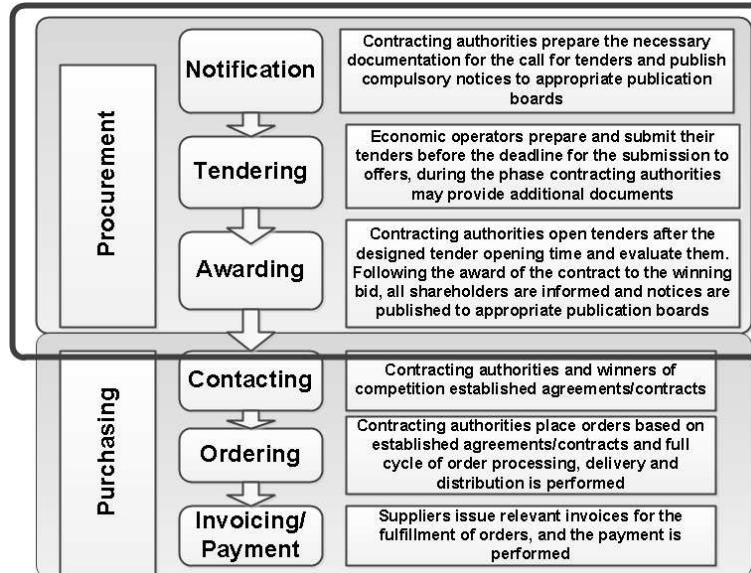 Procurement
Notification
Contracting authorities prepare the necessary
documentation for the call for tenders and publish
compulsory notices to appropriate publication
boards
Tendering
Economic operators prepare and submit their
tenders before the deadline for the submission to
offers, during the phase contracting authorities
may provide additional documents
Awarding
Contracting authorities open tenders after the
designed tender opening time and evaluate them.
Following the award of the contract to the winning
bid, all shareholders are informed and notices are
published to appropriate publication boards
Purchasing
Contacting
Contracting authorities and winners of
competition established agreements/contracts
Ordering
Contracting authorities place orders based on
established agreements/contracts and full
cycle of order processing, delivery and
distribution is performed
Invoicing/
Payment
Suppliers issue relevant invoices for the
fulfillment of orders, and the payment is
performed